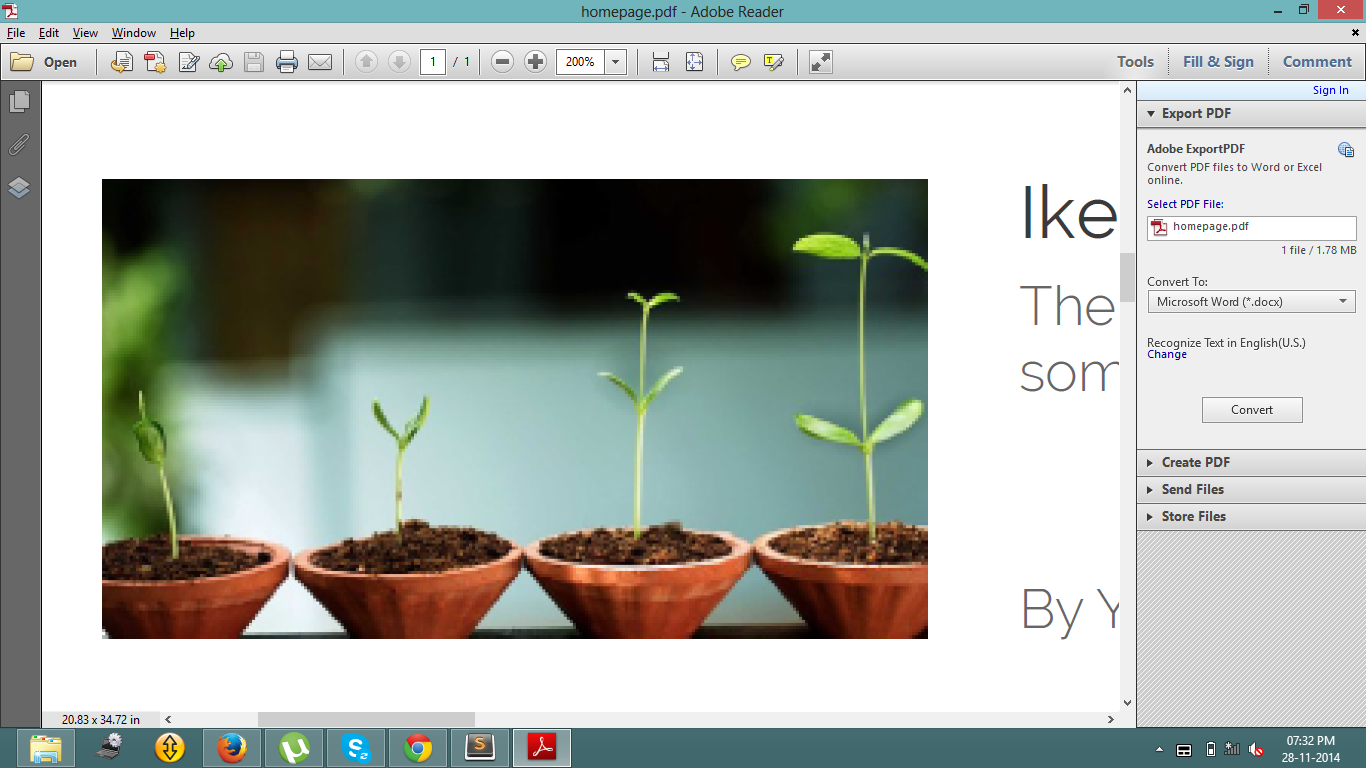 homepage.pdf - Adobe Reader
File Edit View Window Help
Open 1 / 1 200% Tools Fill & Sign Comment
Sign In
Export PDF
Adobe ExportPDF
Convert PDF files to Word or Excel
online.
Select PDF File:
homepage.pdf
1 file / 1.78 MB
Convert To:
Microsoft Word (*.docx)
Recognize Text in English(U.S.)
Change
Convert
Create PDF
Send Files
Store Files
Ike
The
som
By Y
20.83 x 34.72 in
07:32 PM
28-11-2014